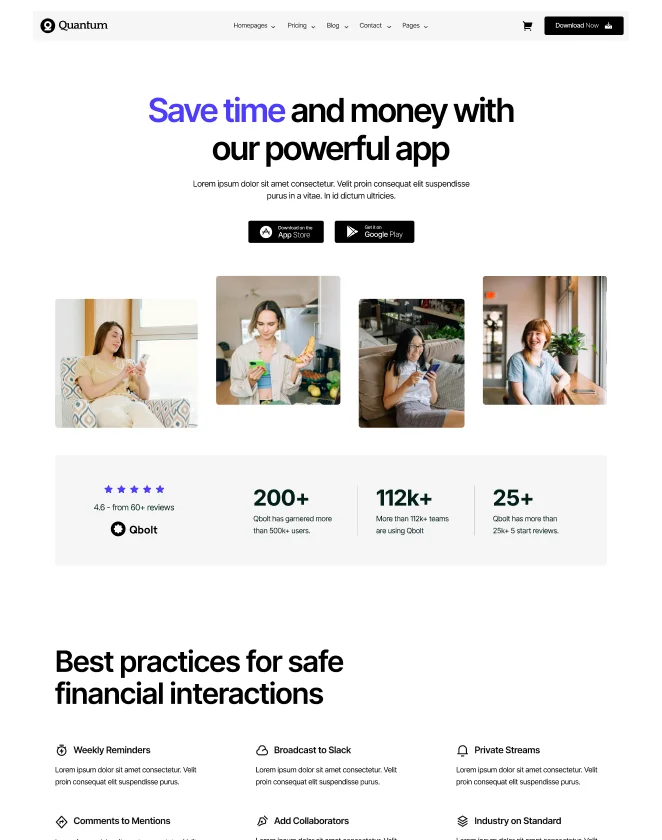 Quantum
Homepages
Pricing
Blog
Contact
Pages
Download Now
Save time and money with
our powerful app
Lorem ipsum dolor sit amet consectetur. Velit proin consequat elit suspendisse
purus in a vitae. In id dictum ultricies.
Download on the
App Store
Get it on
Google Play
4.6 - from 60+ reviews
Qbolt
200+
Qbolt has garnered more
than 500k+ users.
112k+
More than 112k+ teams
are using Qbolt
25+
Qbolt has more than
25k+ 5 start reviews.
Best practices for safe
financial interactions
Weekly Reminders
Lorem ipsum dolor sit amet consectetur. Velit
proin consequat elit suspendisse purus.
Broadcast to Slack
Lorem ipsum dolor sit amet consectetur. Velit
proin consequat elit suspendisse purus.
Private Streams
Lorem ipsum dolor sit amet consectetur. Velit
proin consequat elit suspendisse purus.
Comments to Mentions
Add Collaborators
Industry on Standard